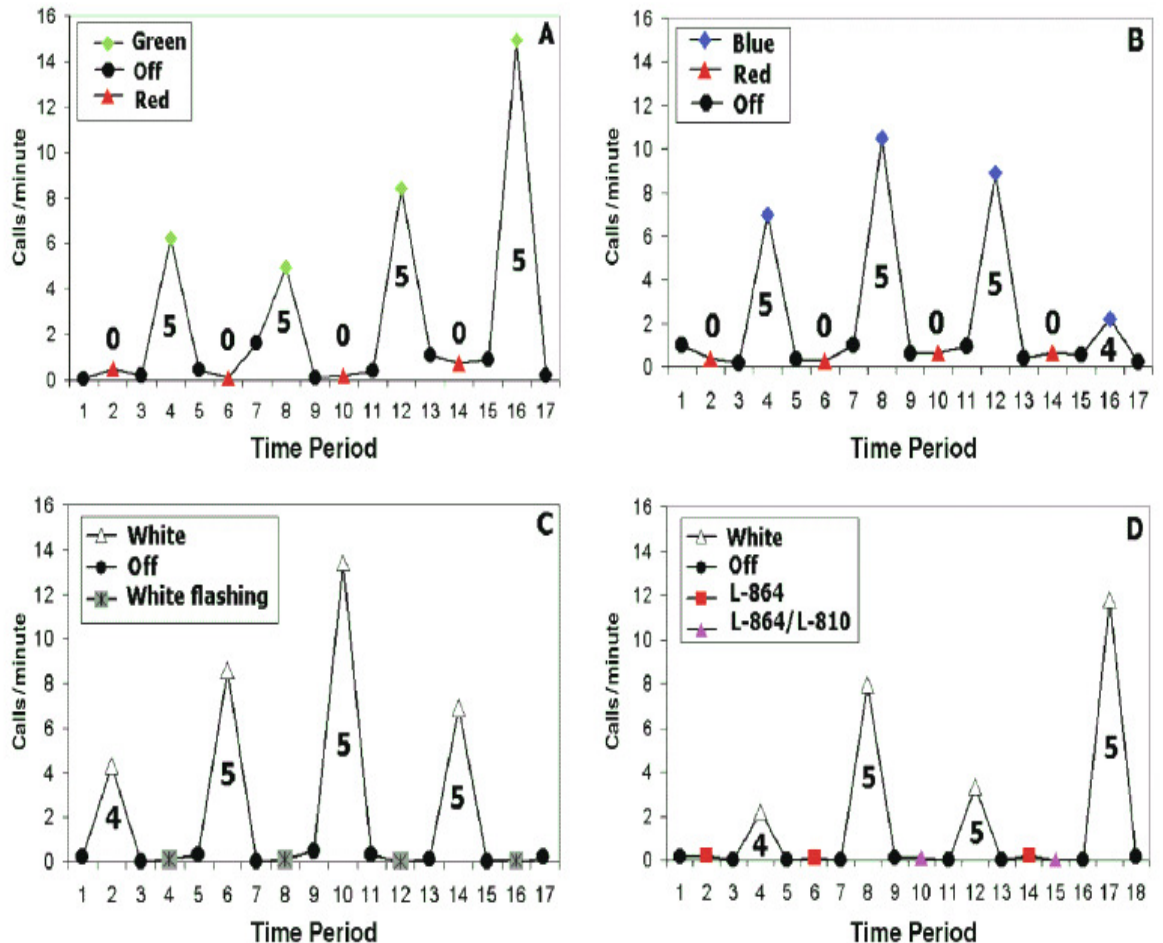 A
Green
Off
Red
16
14
12
10
8
6
4
2
0
Calls/minute
0 5 0 5 0 5 0 5
1 2 3 4 5 6 7 8 9 10 11 12 13 14 15 16 17
Time Period
B
Blue
Red
Off
16
14
12
10
8
6
4
2
0
Calls/minute
0 5 0 5 0 5 0 4
1 2 3 4 5 6 7 8 9 10 11 12 13 14 15 16 17
Time Period
C
White
Off
White flashing
16
14
12
10
8
6
4
2
0
Calls/minute
4 5 5 5
1 2 3 4 5 6 7 8 9 10 11 12 13 14 15 16 17
Time Period
D
White
Off
L-864
L-864/L-810
16
14
12
10
8
6
4
2
0
Calls/minute
4 5 5 5
1 2 3 4 5 6 7 8 9 10 11 12 13 14 15 16 17 18
Time Period